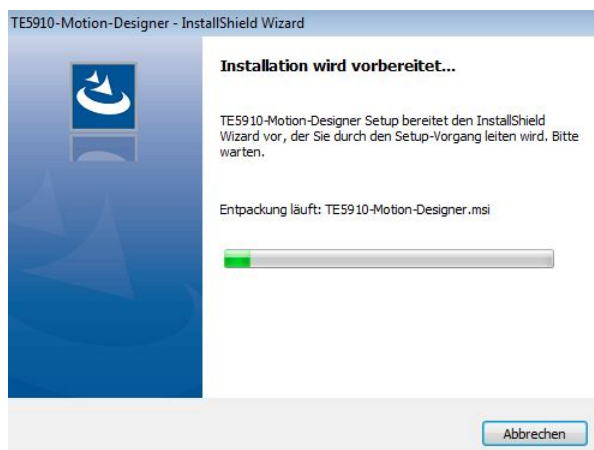 TE5910-Motion-Designer - InstallShield Wizard
Installation wird vorbereitet...
TE5910-Motion-Designer Setup bereitet den InstallShield
Wizard vor, der Sie durch den Setup-Vorgang leiten wird. Bitte
warten.
Entpackung läuft: TE5910-Motion-Designer.msi
Abbrechen